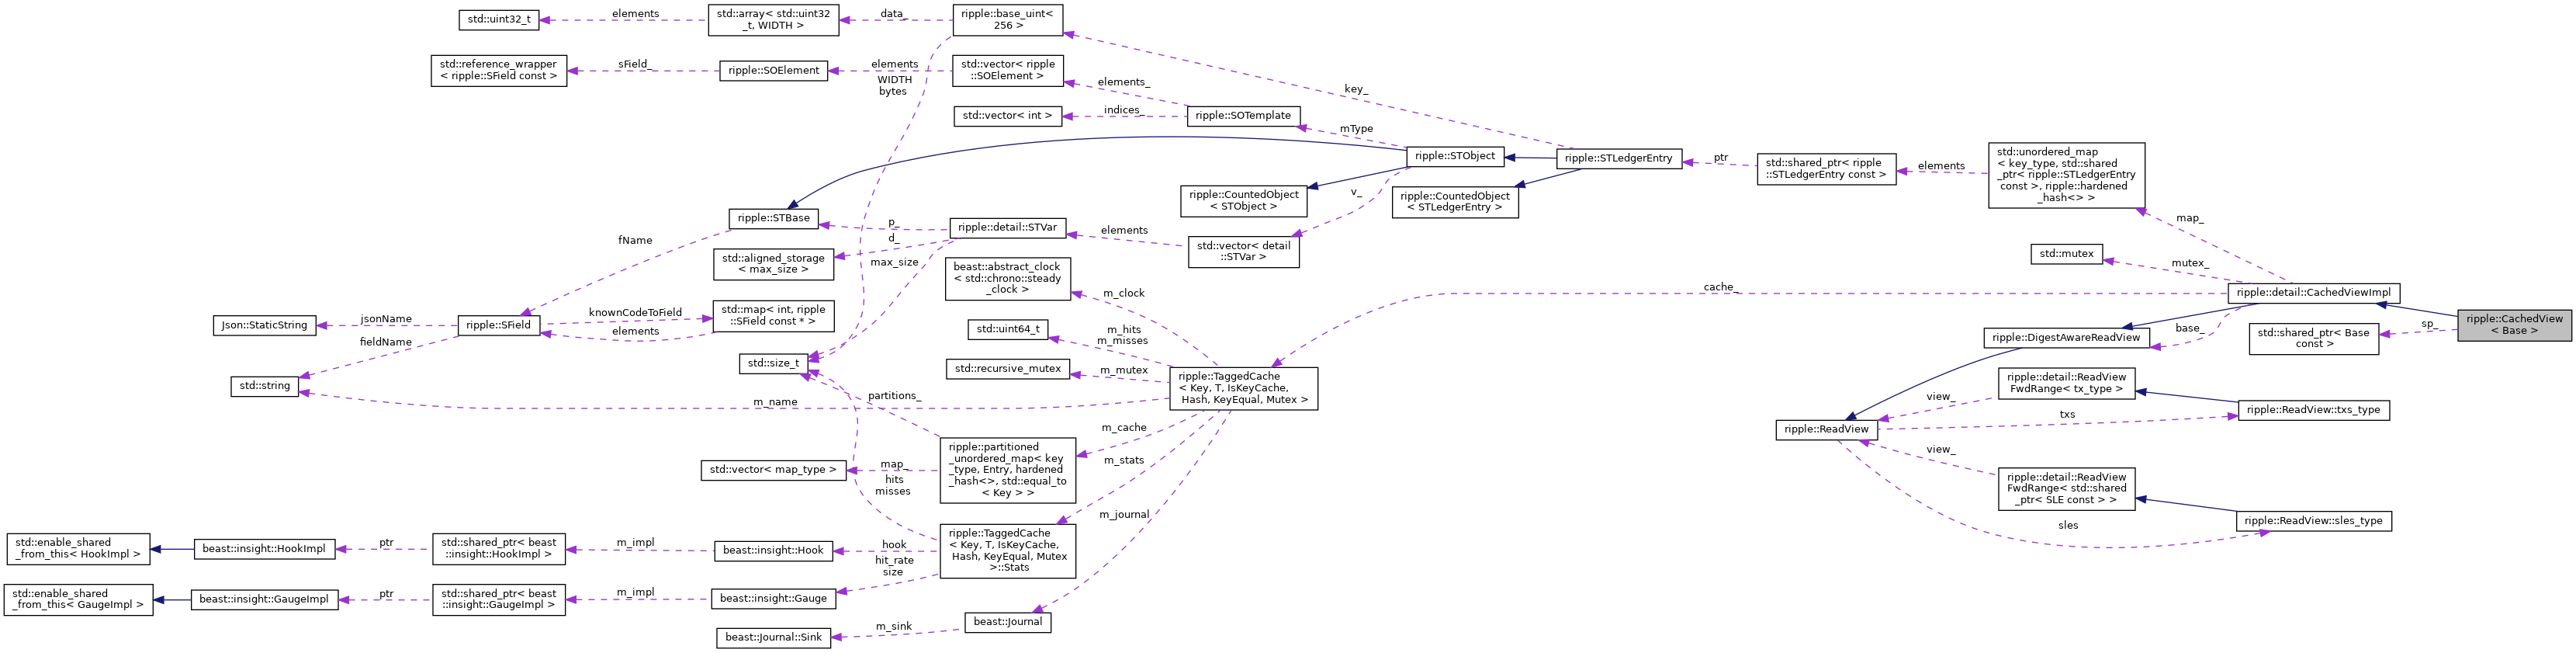 std::uint32_t
elements
std::array< std::uint32
_t, WIDTH >
data_
ripple::base_uint<
256 >
std::reference_wrapper
< ripple::SField const >
sField_
ripple::SOElement
elements
std::vector< ripple
::SOElement >
WIDTH
bytes
elements_
key_
std::vector< int >
indices_
ripple::SOTemplate
mType
ripple::STObject
ripple::STLedgerEntry
ptr
std::shared_ptr< ripple
::STLedgerEntry const >
elements
std::unordered_map
< key_type, std::shared
_ptr< ripple::STLedgerEntry
const >, ripple::hardened
_hash<> >
ripple::CountedObject
< STObject >
v_
ripple::CountedObject
< STLedgerEntry >
map_
ripple::STBase
p_
ripple::detail::STVar
elements
std::vector< detail
::STVar >
fName
d_
std::aligned_storage
< max_size >
max_size
std::mutex
mutex_
beast::abstract_clock
< std::chrono::steady
_clock >
m_clock
cache_
ripple::detail::CachedViewImpl
Json::StaticString
jsonName
ripple::SField
knownCodeToField
elements
std::map< int, ripple
::SField const * >
fieldName
std::string
std::size_t
std::uint64_t
m_hits
m_misses
std::recursive_mutex
m_mutex
ripple::TaggedCache
< Key, T, IsKeyCache,
Hash, KeyEqual, Mutex >
ripple::DigestAwareReadView
base_
std::shared_ptr< Base
const >
sp_
ripple::CachedView
< Base >
m_name
partitions_
m_cache
ripple::detail::ReadView
FwdRange< tx_type >
view_
ripple::ReadView::txs_type
txs
ripple::ReadView
view_
ripple::detail::ReadView
FwdRange< std::shared
_ptr< SLE const > >
ripple::ReadView::sles_type
sles
std::vector< map_type >
map_
ripple::partitioned
_unordered_map< key
_type, Entry, hardened
_hash<>, std::equal_to
< Key > >
m_stats
hits
misses
m_journal
std::enable_shared
_from_this< HookImpl >
beast::insight::HookImpl
ptr
std::shared_ptr< beast
::insight::HookImpl >
m_impl
beast::insight::Hook
hook
ripple::TaggedCache
< Key, T, IsKeyCache,
Hash, KeyEqual, Mutex
>::Stats
hit_rate
size
std::enable_shared
_from_this< GaugeImpl >
beast::insight::GaugeImpl
ptr
std::shared_ptr< beast
::insight::GaugeImpl >
m_impl
beast::insight::Gauge
beast::Journal::Sink
m_sink
beast::Journal